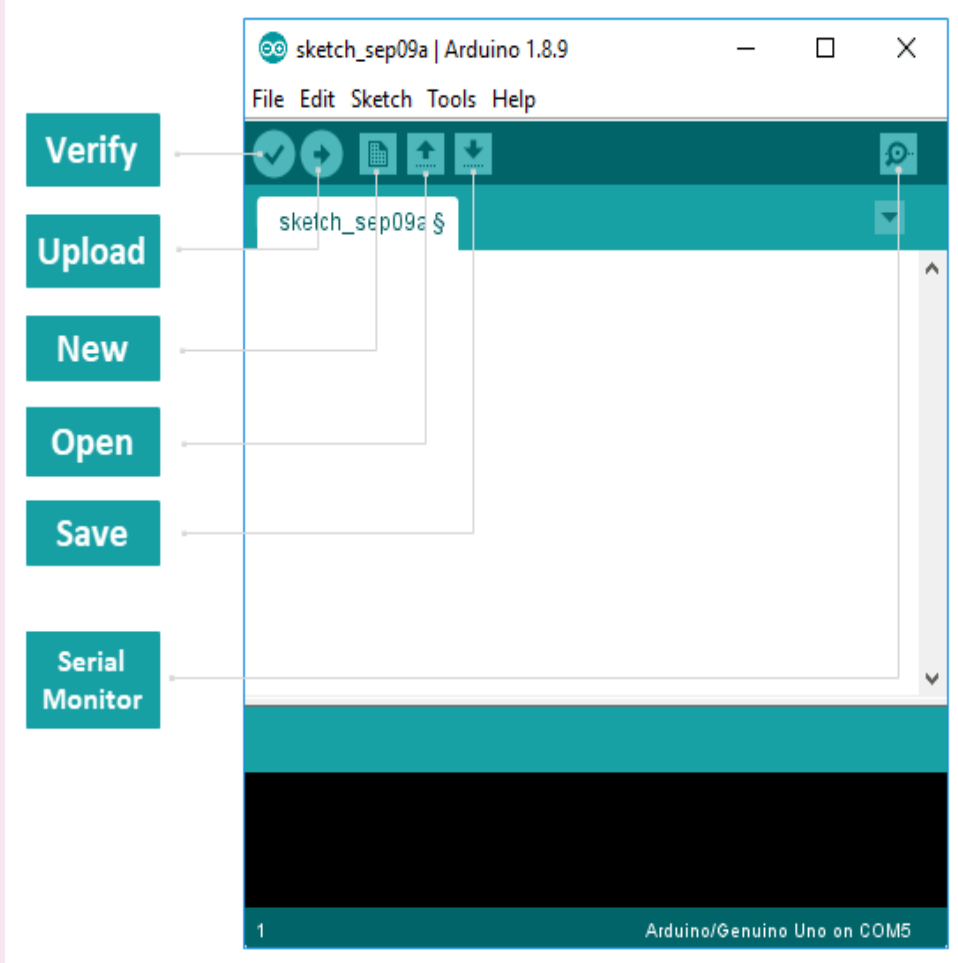 sketch_sep09a | Arduino 1.8.9
File Edit Sketch Tools Help
Verify
sketch_sep09a §
Upload
New
Open
Save
Serial
Monitor
1
Arduino/Genuino Uno on COM5